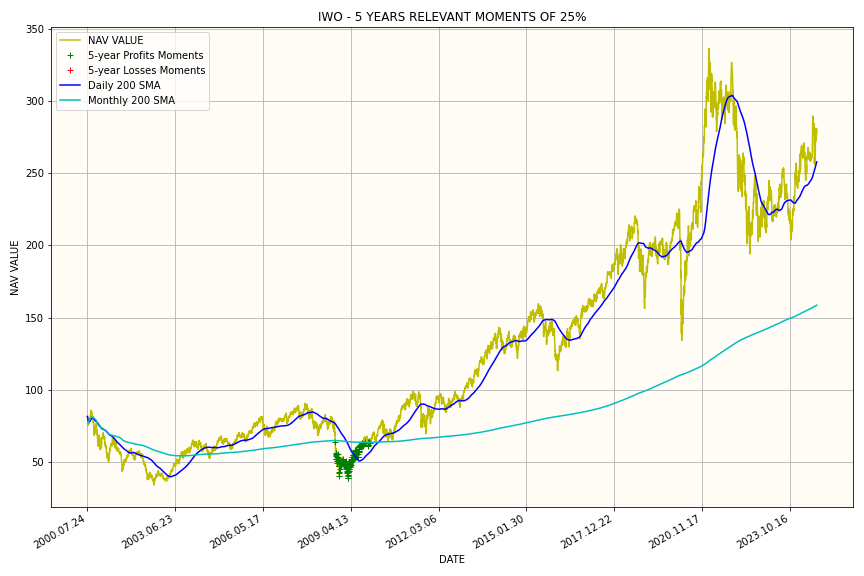 IWO - 5 YEARS RELEVANT MOMENTS OF 25%
NAV VALUE
5-year Profits Moments
5-year Losses Moments
Daily 200 SMA
Monthly 200 SMA
350
300
250
200
150
100
50
NAV VALUE
2000.07.24
2003.06.23
2006.05.17
2009.04.13
2012.03.06
2015.01.30
2017.12.22
2020.11.17
2023.10.16
DATE